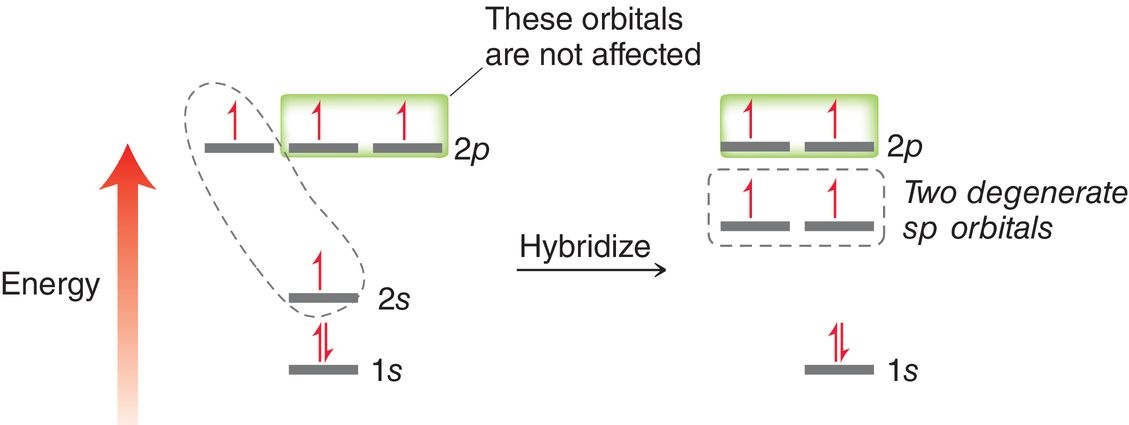 These orbitals
are not affected
2p
2p
Two degenerate
sp orbitals
Hybridize
Energy
2s
1s
1s